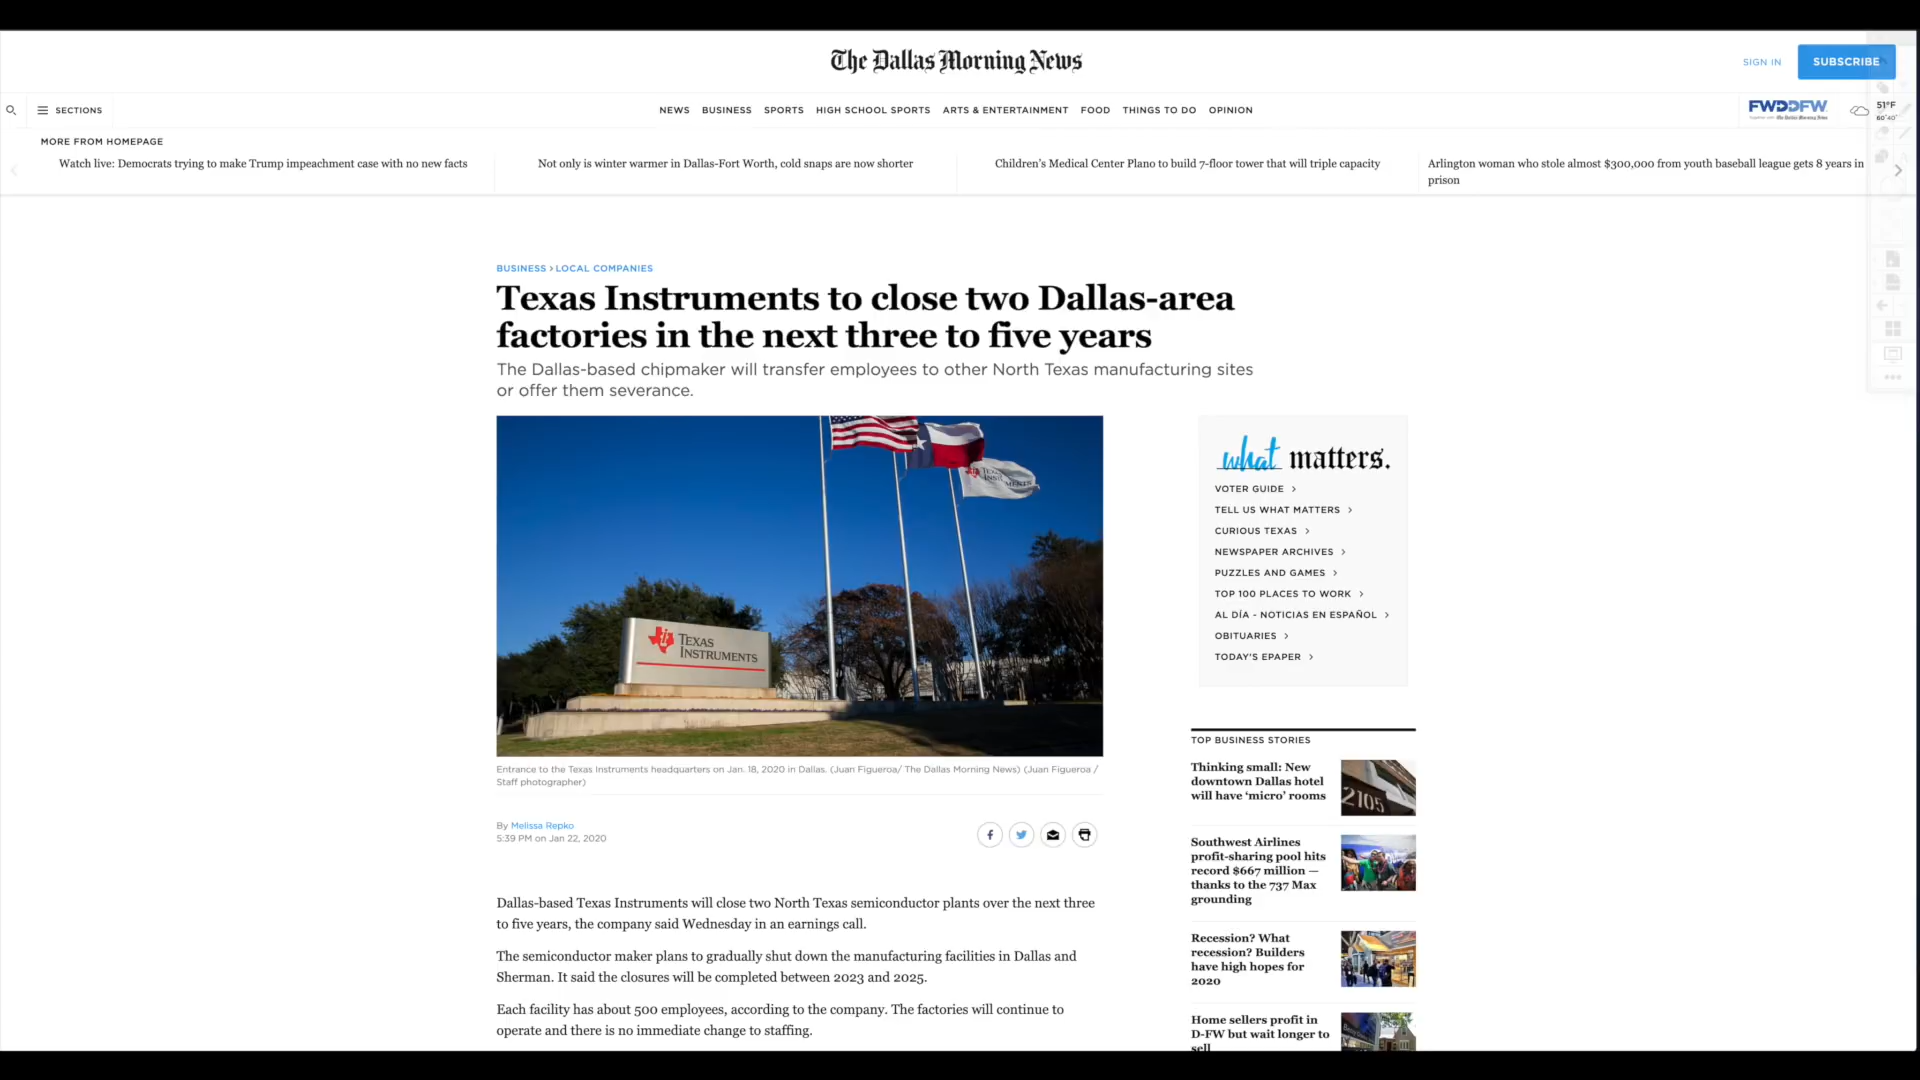 The Dallas Morning News
SIGN IN
SUBSCRIBE
SECTIONS
NEWS BUSINESS SPORTS HIGH SCHOOL SPORTS ARTS & ENTERTAINMENT FOOD THINGS TO DO OPINION
FWD>DFW
51°F
60° 40°
MORE FROM HOMEPAGE
Watch live: Democrats trying to make Trump impeachment case with no new facts
Not only is winter warmer in Dallas-Fort Worth, cold snaps are now shorter
Children's Medical Center Plano to build 7-floor tower that will triple capacity
Arlington woman who stole almost $300,000 from youth baseball league gets 8 years in
prison
BUSINESS > LOCAL COMPANIES
Texas Instruments to close two Dallas-area
factories in the next three to five years
The Dallas-based chipmaker will transfer employees to other North Texas manufacturing sites
or offer them severance.
TEXAS
INSTRUMENTS
TEXAS
INSTRUMENTS
Entrance to the Texas Instruments headquarters on Jan. 18, 2020 in Dallas. (Juan Figueroa/ The Dallas Morning News) (Juan Figueroa /
Staff photographer)
By Melissa Repko
5:39 PM on Jan 22, 2020
Dallas-based Texas Instruments will close two North Texas semiconductor plants over the next three
to five years, the company said Wednesday in an earnings call.
The semiconductor maker plans to gradually shut down the manufacturing facilities in Dallas and
Sherman. It said the closures will be completed between 2023 and 2025.
Each facility has about 500 employees, according to the company. The factories will continue to
operate and there is no immediate change to staffing.
what matters.
VOTER GUIDE >
TELL US WHAT MATTERS >
CURIOUS TEXAS >
NEWSPAPER ARCHIVES >
PUZZLES AND GAMES >
TOP 100 PLACES TO WORK >
AL DÍA - NOTICIAS EN ESPAÑOL >
OBITUARIES >
TODAY'S EPAPER >
TOP BUSINESS STORIES
Thinking small: New
downtown Dallas hotel
will have 'micro' rooms
2105
Southwest Airlines
profit-sharing pool hits
record $667 million —
thanks to the 737 Max
grounding
Recession? What
recession? Builders
have high hopes for
2020
Home sellers profit in
D-FW but wait longer to
sell